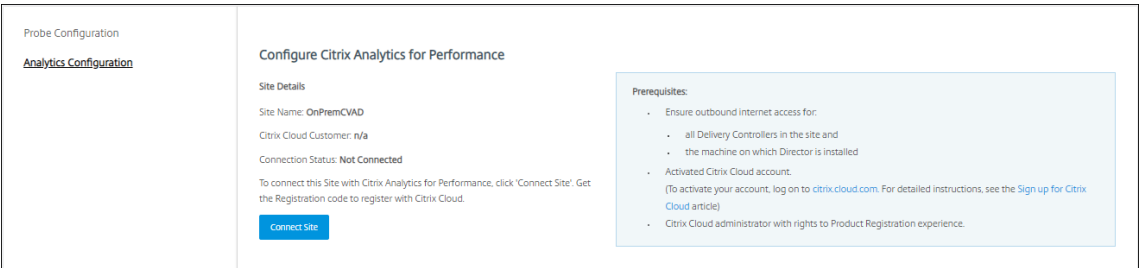 Probe Configuration
Analytics Configuration
Configure Citrix Analytics for Performance
Site Details
Site Name: OnPremCVAD
Citrix Cloud Customer: n/a
Connection Status: Not Connected
To connect this Site with Citrix Analytics for Performance, click 'Connect Site'. Get
the Registration code to register with Citrix Cloud.
Connect Site
Prerequisites:
• Ensure outbound internet access for:
• all Delivery Controllers in the site and
• the machine on which Director is installed
• Activated Citrix Cloud account.
(To activate your account, log on to citrix.cloud.com. For detailed instructions, see the Sign up for Citrix
Cloud article)
• Citrix Cloud administrator with rights to Product Registration experience.